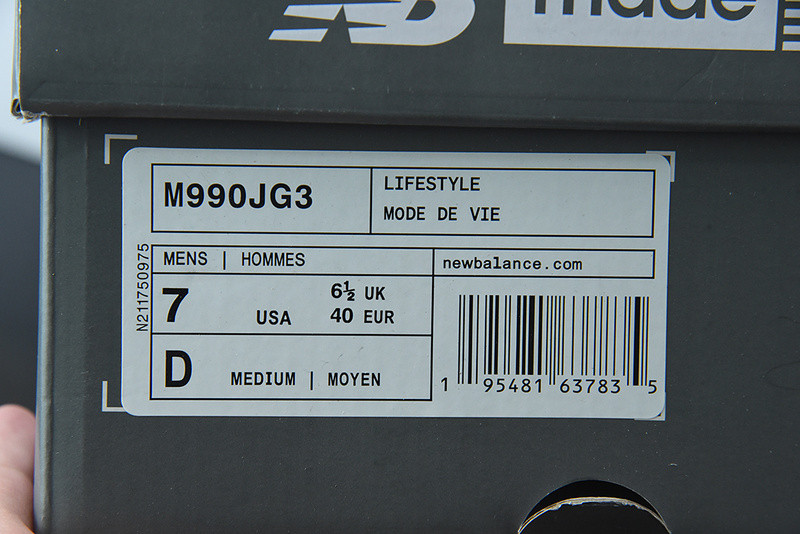 NB made
M990JG3
LIFESTYLE
MODE DE VIE
MENS | HOMMES
newbalance.com
7 USA
6½ UK
40 EUR
D MEDIUM | MOYEN
N211750975
1 95481 63783 5